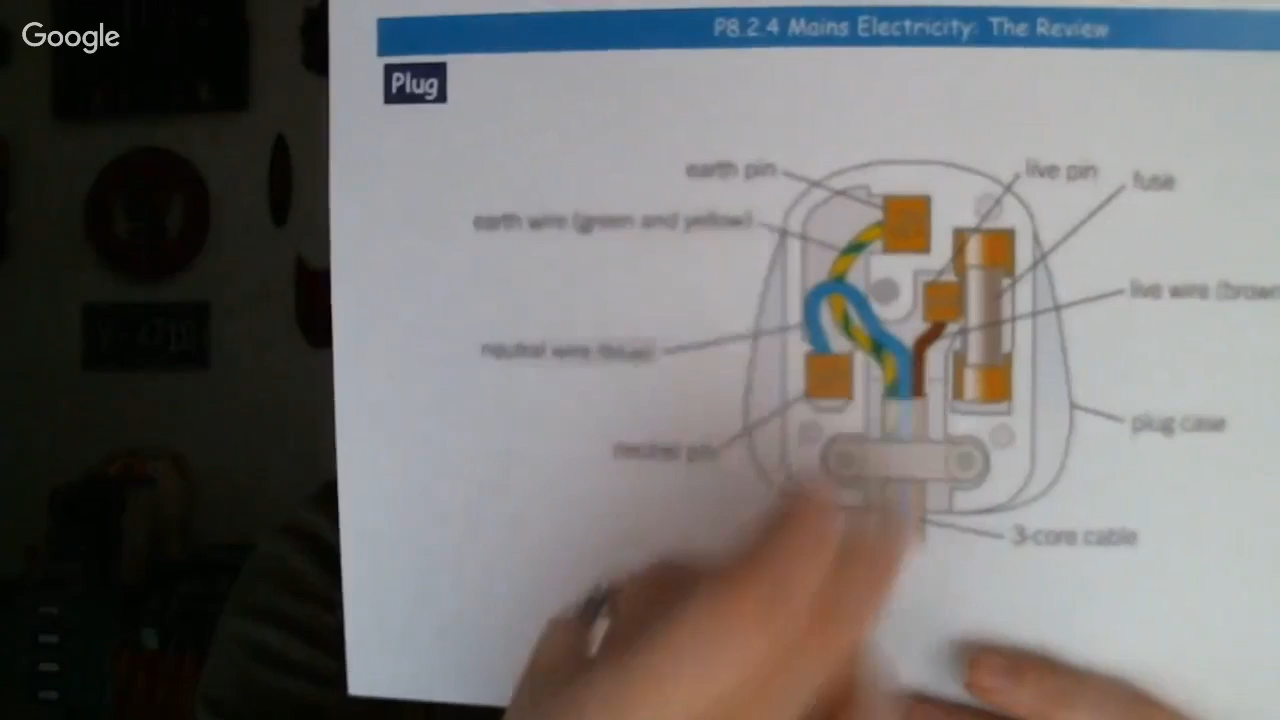 Google
P8.2.4 Mains Electricity: The Review
Plug
earth pin
live pin
fuse
earth wire (green and yellow)
live wire (brown
neutral wire (blue)
plug case
neutral pin
3-core cable